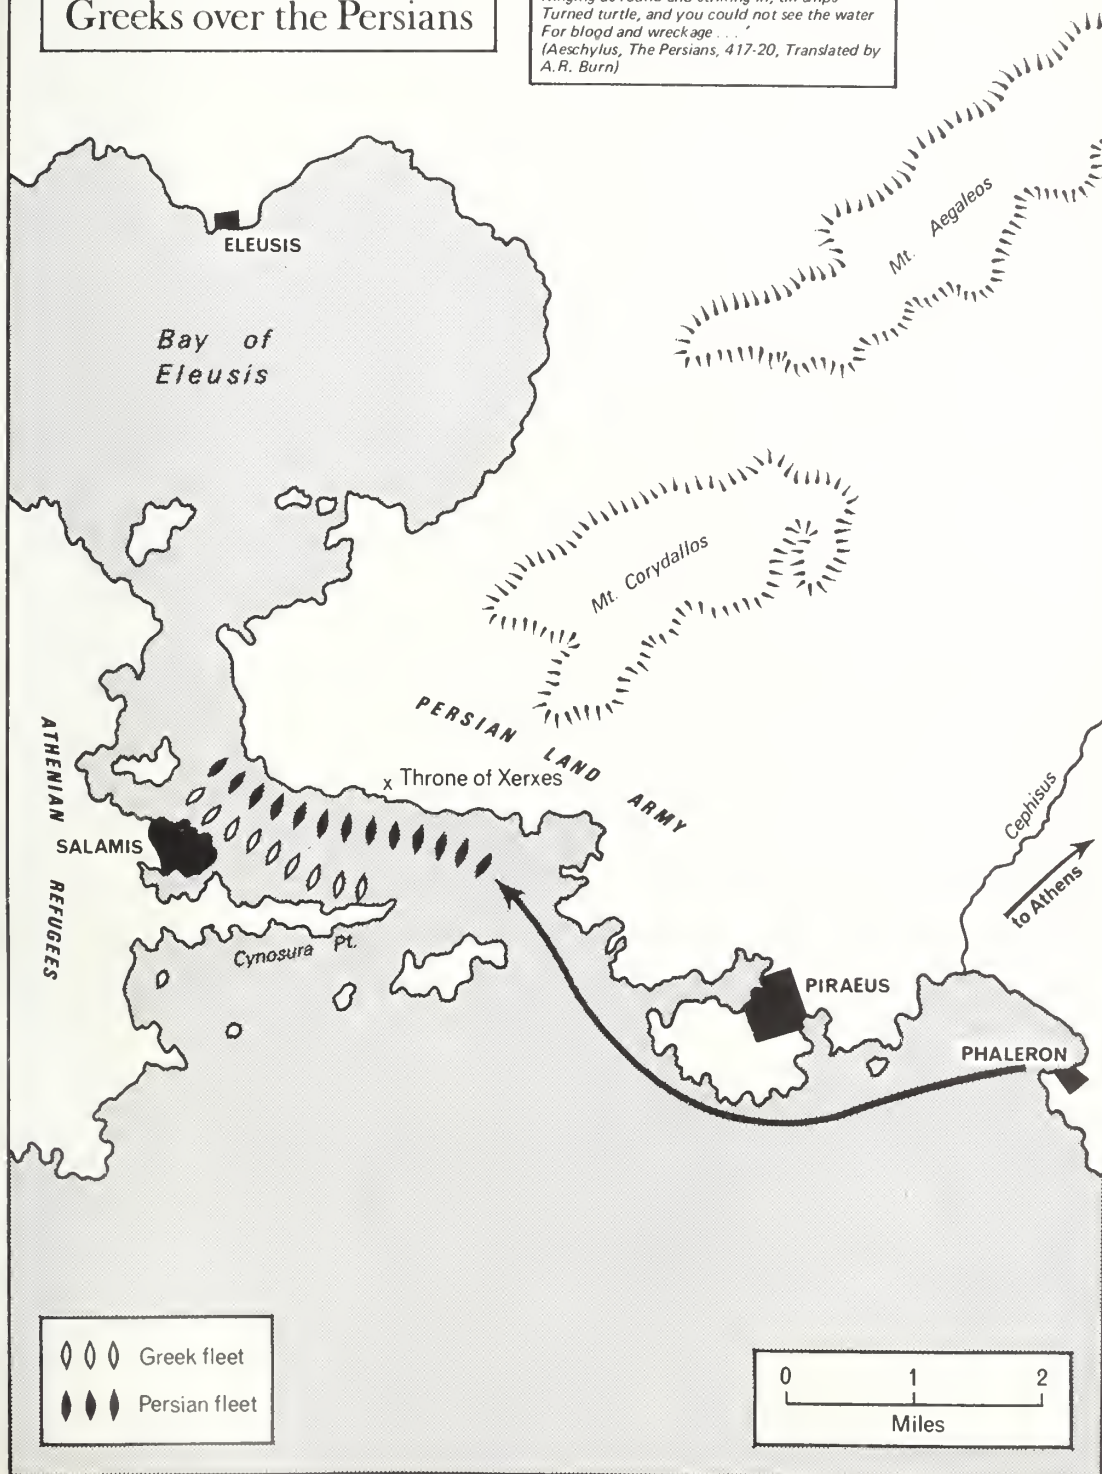 Greeks over the Persians
Turned turtle, and you could not see the water
For blood and wreckage . . . ’
(Aeschylus, The Persians, 417-20, Translated by
A.R. Burn)
Mt. Aegaleos
ELEUSIS
Bay of
Eleusis
Mt. Corydallos
PERSIAN LAND ARMY
x Throne of Xerxes
ATHENIAN REFUGEES
SALAMIS
Cephisus
to Athens
Cynosura Pt.
PIRAEUS
PHALERON
Greek fleet
Persian fleet
0 1 2
Miles